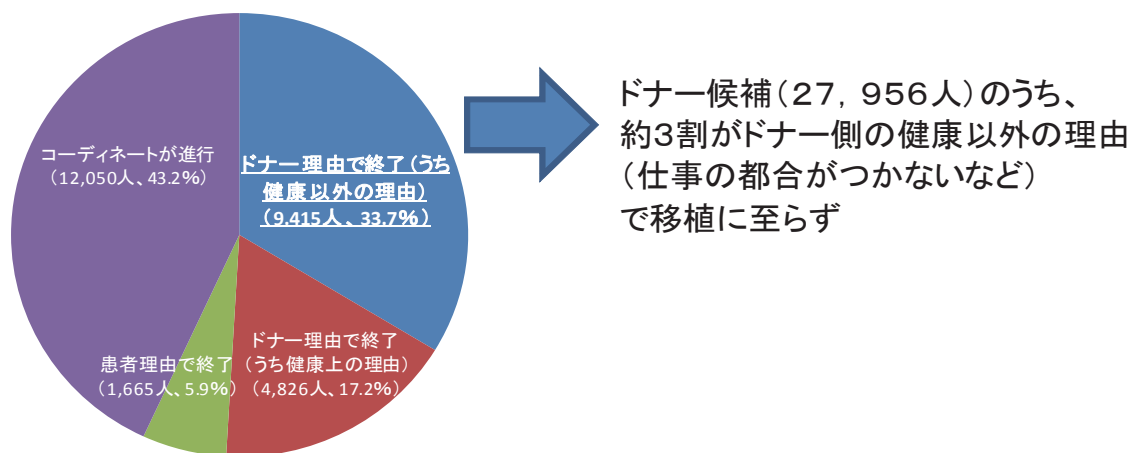 コーディネートが進行
（12,050人、43.2%）
ドナー理由で終了（うち
健康以外の理由）
（9.415人、33.7%）
ドナー理由で終了
（うち健康上の理由）
（4,826人、17.2%）
患者理由で終了
（1,665人、5.9%）
ドナー候補（27，956人）のうち、
約3割がドナー側の健康以外の理由
（仕事の都合がつかないなど）
で移植に至らず